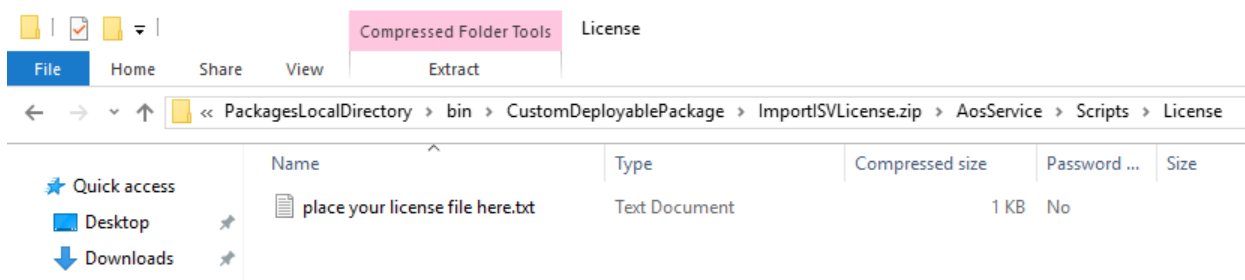 Compressed Folder Tools License
File Home Share View Extract
« PackagesLocalDirectory › bin › CustomDeployablePackage › ImportISVLicense.zip › AosService › Scripts › License
Name Type Compressed size Password ... Size
Quick access
place your license file here.txt Text Document 1 KB No
Desktop
Downloads